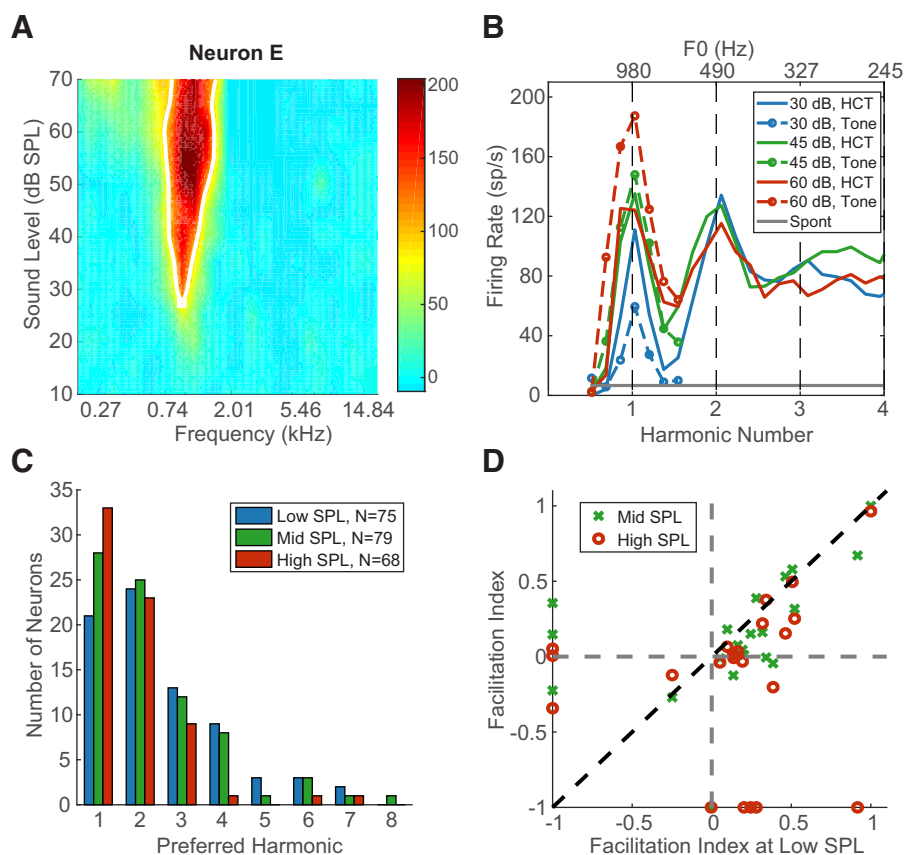 A
Neuron E
Sound Level (dB SPL)
70
60
50
40
30
20
10
0.27
0.74
2.01
5.46
14.84
Frequency (kHz)
200
150
100
50
0
B
F0 (Hz)
980
490
327
245
Firing Rate (sp/s)
200
160
120
80
40
0
30 dB, HCT
30 dB, Tone
45 dB, HCT
45 dB, Tone
60 dB, HCT
60 dB, Tone
Spont
1
2
3
4
Harmonic Number
C
Number of Neurons
35
30
25
20
15
10
5
0
Low SPL, N=75
Mid SPL, N=79
High SPL, N=68
1
2
3
4
5
6
7
8
Preferred Harmonic
D
Facilitation Index
1
0.5
0
-0.5
-1
Mid SPL
High SPL
-1
-0.5
0
0.5
1
Facilitation Index at Low SPL